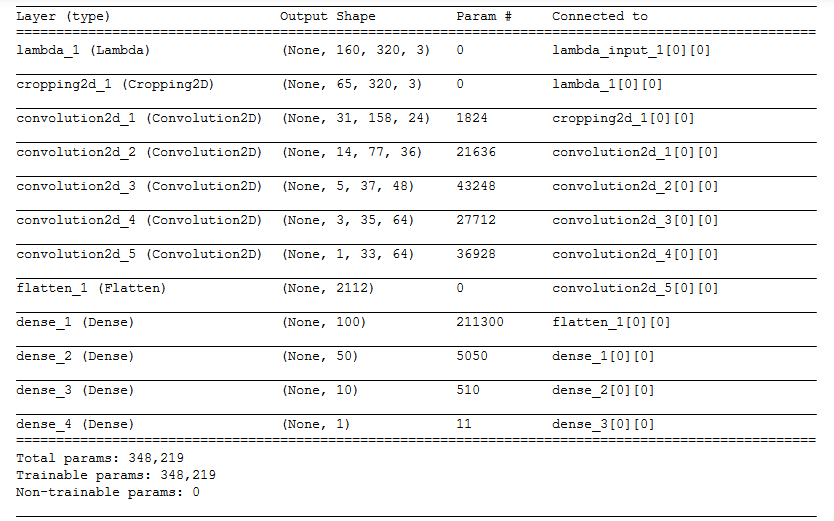 Layer (type) Output Shape Param # Connected to
====================================================================================================
lambda_1 (Lambda) (None, 160, 320, 3) 0 lambda_input_1[0][0]
cropping2d_1 (Cropping2D) (None, 65, 320, 3) 0 lambda_1[0][0]
convolution2d_1 (Convolution2D) (None, 31, 158, 24) 1824 cropping2d_1[0][0]
convolution2d_2 (Convolution2D) (None, 14, 77, 36) 21636 convolution2d_1[0][0]
convolution2d_3 (Convolution2D) (None, 5, 37, 48) 43248 convolution2d_2[0][0]
convolution2d_4 (Convolution2D) (None, 3, 35, 64) 27712 convolution2d_3[0][0]
convolution2d_5 (Convolution2D) (None, 1, 33, 64) 36928 convolution2d_4[0][0]
flatten_1 (Flatten) (None, 2112) 0 convolution2d_5[0][0]
dense_1 (Dense) (None, 100) 211300 flatten_1[0][0]
dense_2 (Dense) (None, 50) 5050 dense_1[0][0]
dense_3 (Dense) (None, 10) 510 dense_2[0][0]
dense_4 (Dense) (None, 1) 11 dense_3[0][0]
====================================================================================================
Total params: 348,219
Trainable params: 348,219
Non-trainable params: 0